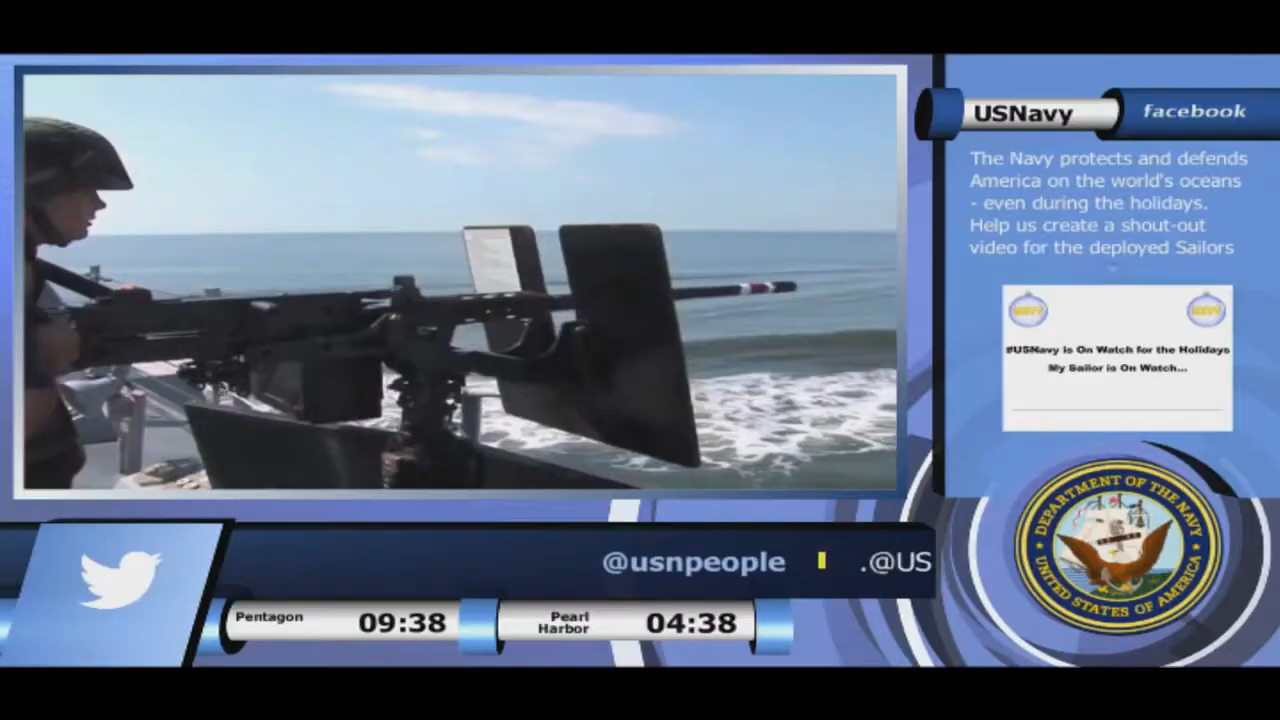 USNavy
facebook
The Navy protects and defends
America on the world's oceans
- even during the holidays.
Help us create a shout-out
video for the deployed Sailors
NAVY
NAVY
#USNavy is On Watch for the Holidays
My Sailor is On Watch...
DEPARTMENT OF THE NAVY
UNITED STATES OF AMERICA
@usnpeople
.@US
Pentagon
09:38
Pearl
Harbor
04:38